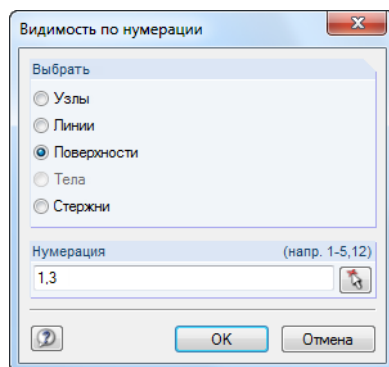 Видимость по нумерации
Выбрать
Узлы
Линии
Поверхности
Тела
Стержни
Нумерация (напр. 1-5,12)
1,3
OK Отмена